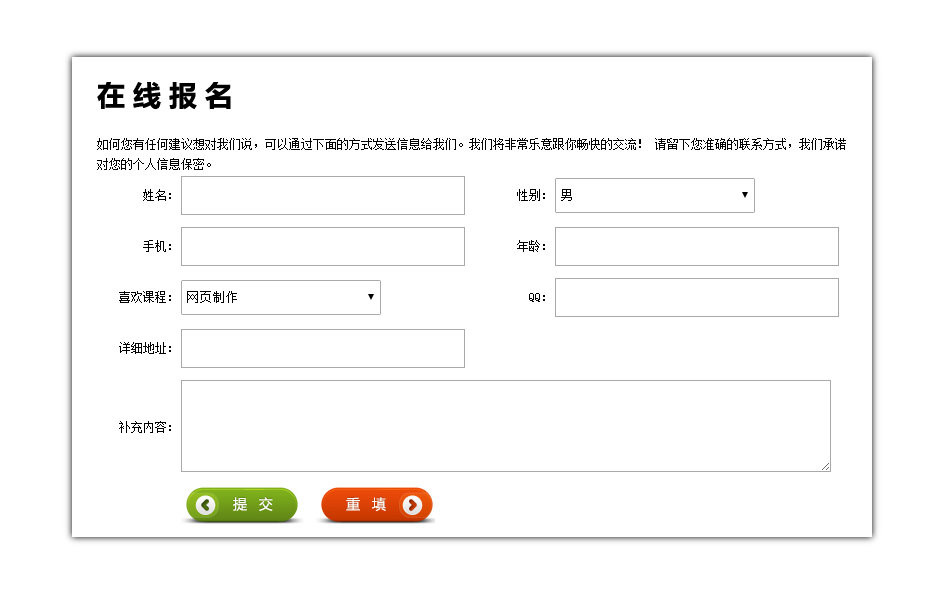 在线报名
如何您有任何建议想对我们说，可以通过下面的方式发送信息给我们。我们将非常乐意跟你畅快的交流！ 请留下您准确的联系方式，我们承诺
对您的个人信息保密。
姓名： 性别： 男
手机： 年龄：
喜欢课程： 网页制作 QQ：
详细地址：
补充内容：
提 交 重 填